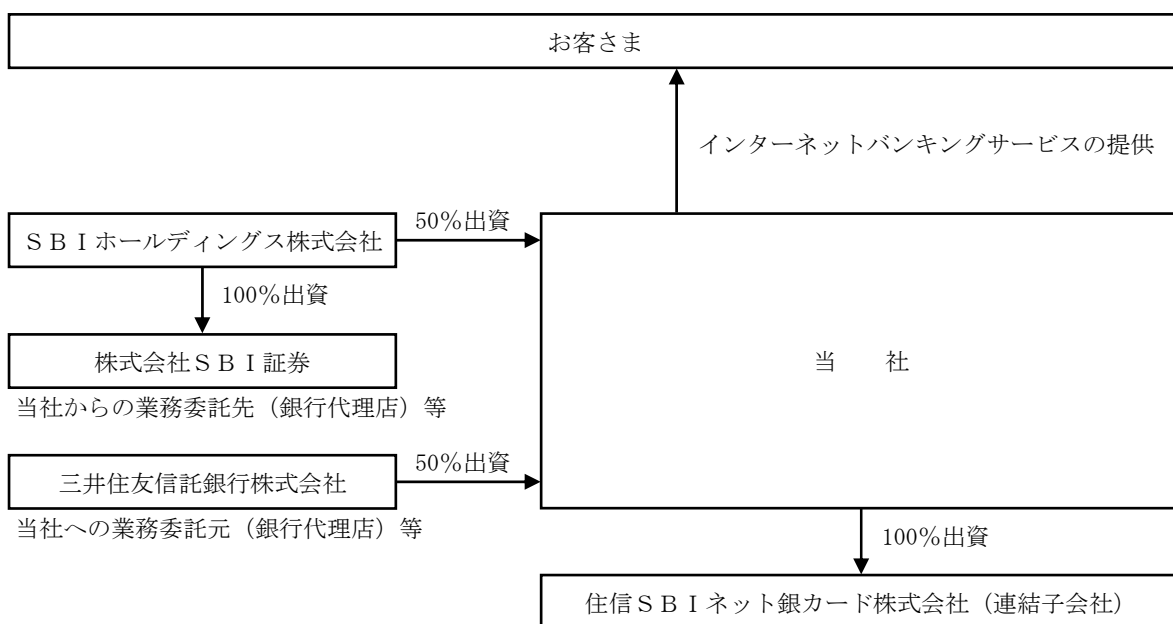 お客さま
インターネットバンキングサービスの提供
50％出資
ＳＢＩホールディングス株式会社
100％出資
株式会社ＳＢＩ証券
当　　社
当社からの業務委託先（銀行代理店）等
50％出資
三井住友信託銀行株式会社
当社への業務委託元（銀行代理店）等
100％出資
住信ＳＢＩネット銀カード株式会社（連結子会社）